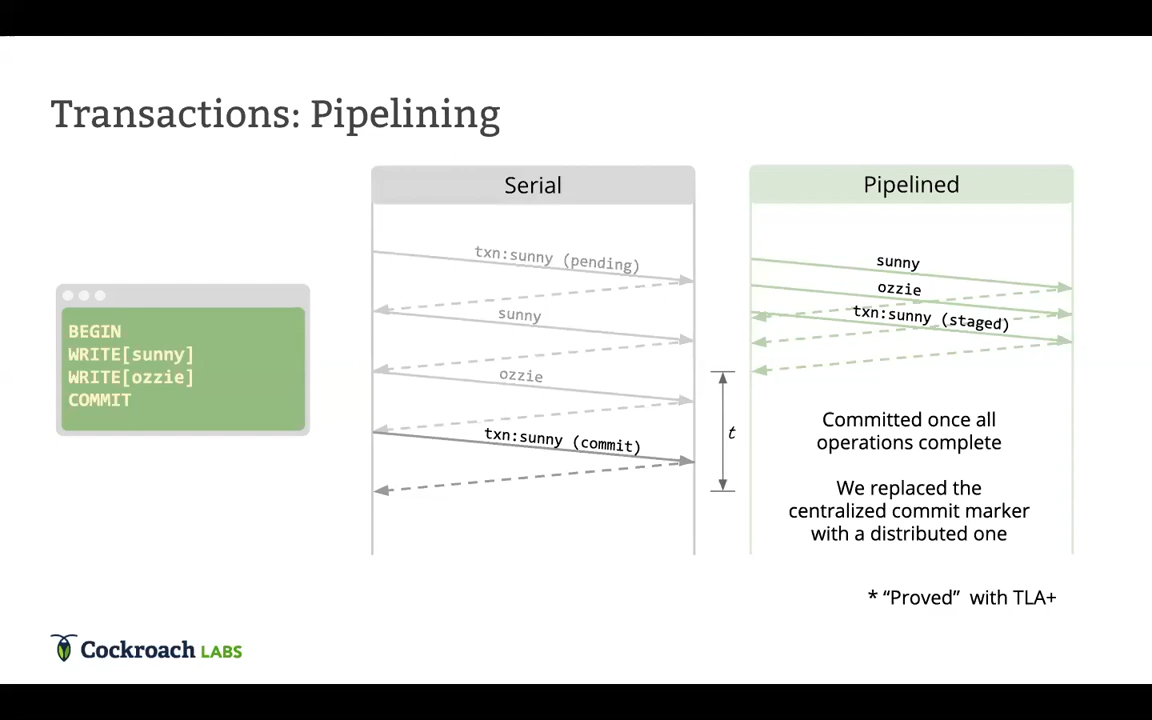 Transactions: Pipelining
BEGIN
WRITE[sunny]
WRITE[ozzie]
COMMIT
Serial
txn:sunny (pending)
sunny
ozzie
txn:sunny (commit)
t
Pipelined
sunny
ozzie
txn:sunny (staged)
Committed once all
operations complete
We replaced the
centralized commit marker
with a distributed one
* “Proved” with TLA+
Cockroach LABS